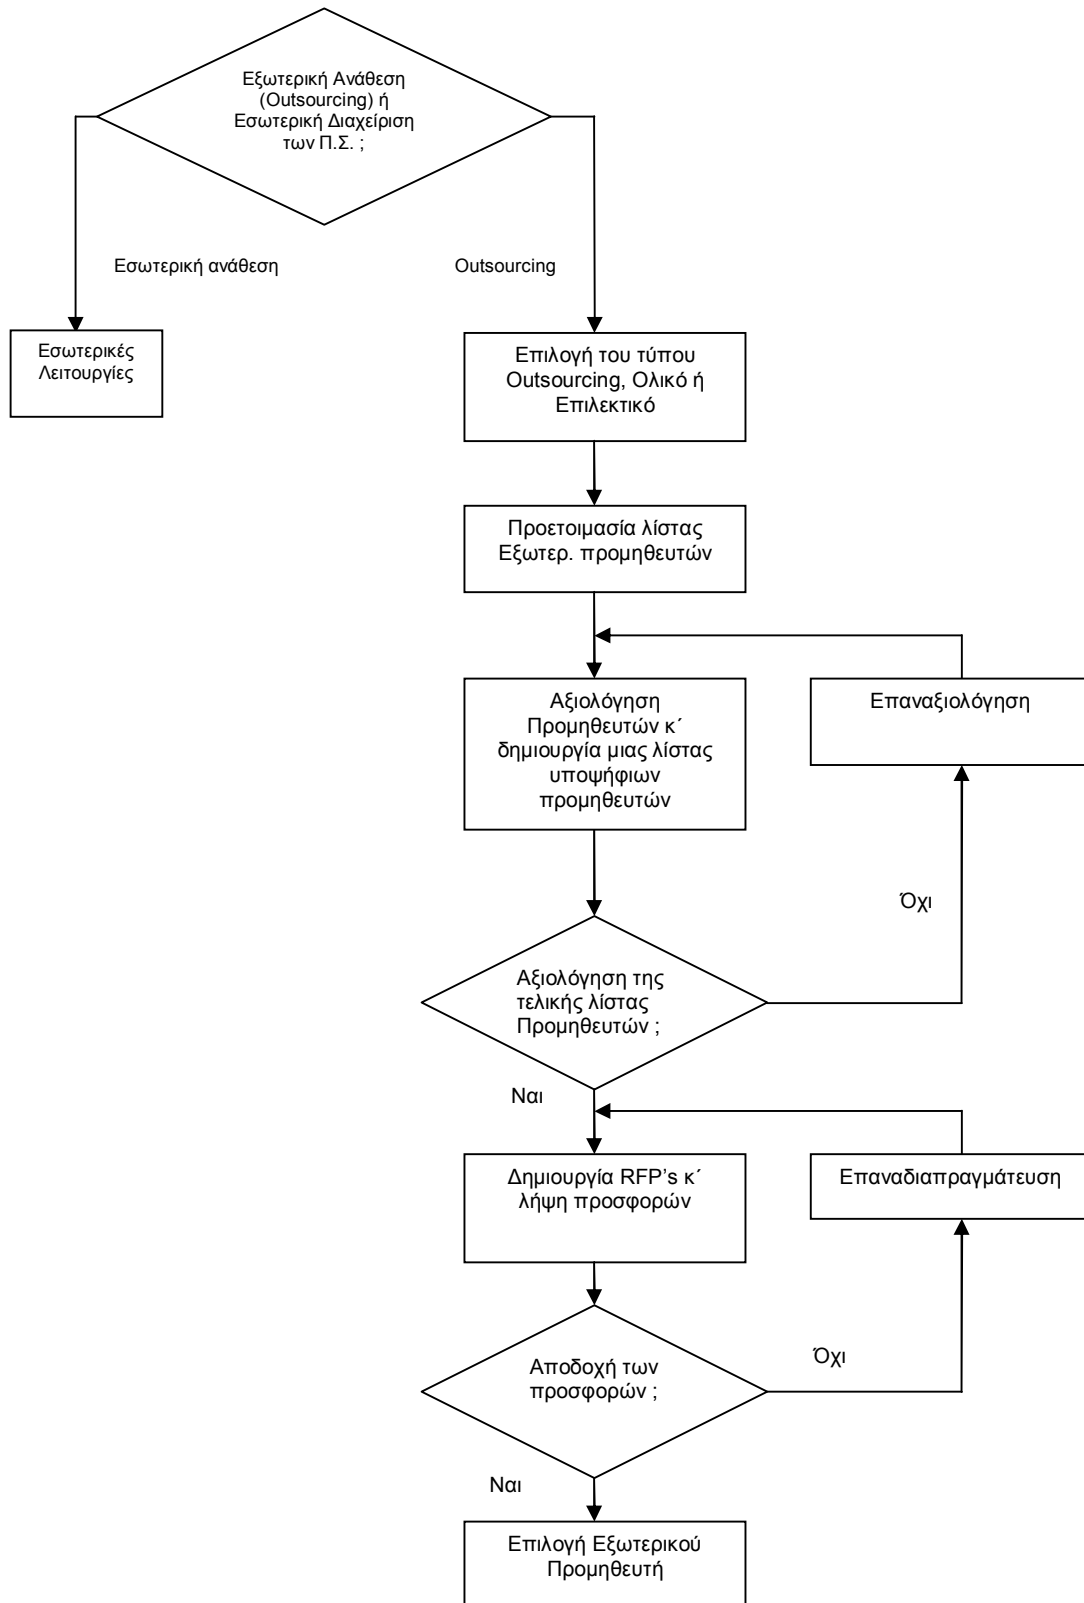 Εξωτερική Ανάθεση
(Outsourcing) ή
Εσωτερική Διαχείριση
των Π.Σ. ;
Εσωτερική ανάθεση
Outsourcing
Εσωτερικές
Λειτουργίες
Επιλογή του τύπου
Outsourcing, Ολικό ή
Επιλεκτικό
Προετοιμασία λίστας
Εξωτερ. προμηθευτών
Αξιολόγηση
Προμηθευτών κ΄
δημιουργία μιας λίστας
υποψήφιων
προμηθευτών
Επαναξιολόγηση
Όχι
Αξιολόγηση της
τελικής λίστας
Προμηθευτών ;
Ναι
Δημιουργία RFP's κ΄
λήψη προσφορών
Επαναδιαπραγμάτευση
Αποδοχή των
προσφορών ;
Όχι
Ναι
Επιλογή Εξωτερικού
Προμηθευτή